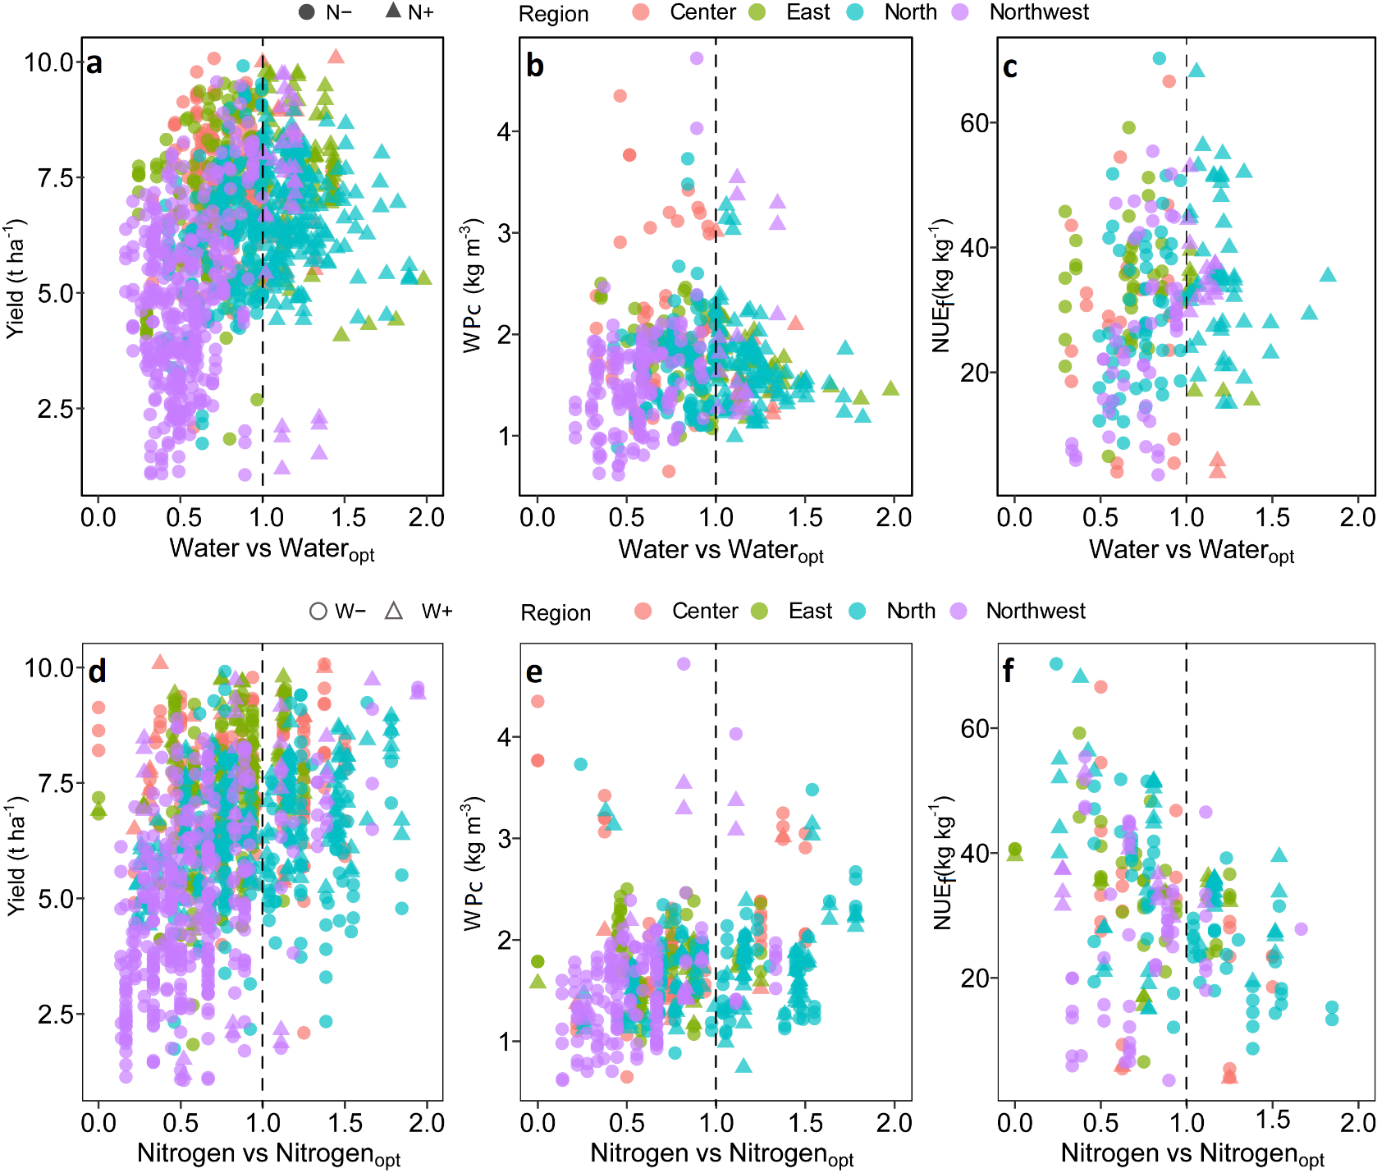 N− N+ Region Center East North Northwest
a
10.0
7.5
5.0
2.5
Yield (t ha-1)
0.0 0.5 1.0 1.5 2.0
Water vs Wateropt
b
4
3
2
1
WPc (kg m-3)
0.0 0.5 1.0 1.5 2.0
Water vs Wateropt
c
60
40
20
NUEf(kg kg-1)
0.0 0.5 1.0 1.5 2.0
Water vs Wateropt
W− W+ Region Center East North Northwest
d
10.0
7.5
5.0
2.5
Yield (t ha-1)
0.0 0.5 1.0 1.5 2.0
Nitrogen vs Nitrogenopt
e
4
3
2
1
WPc (kg m-3)
0.0 0.5 1.0 1.5 2.0
Nitrogen vs Nitrogenopt
f
60
40
20
NUEf(kg kg-1)
0.0 0.5 1.0 1.5 2.0
Nitrogen vs Nitrogenopt